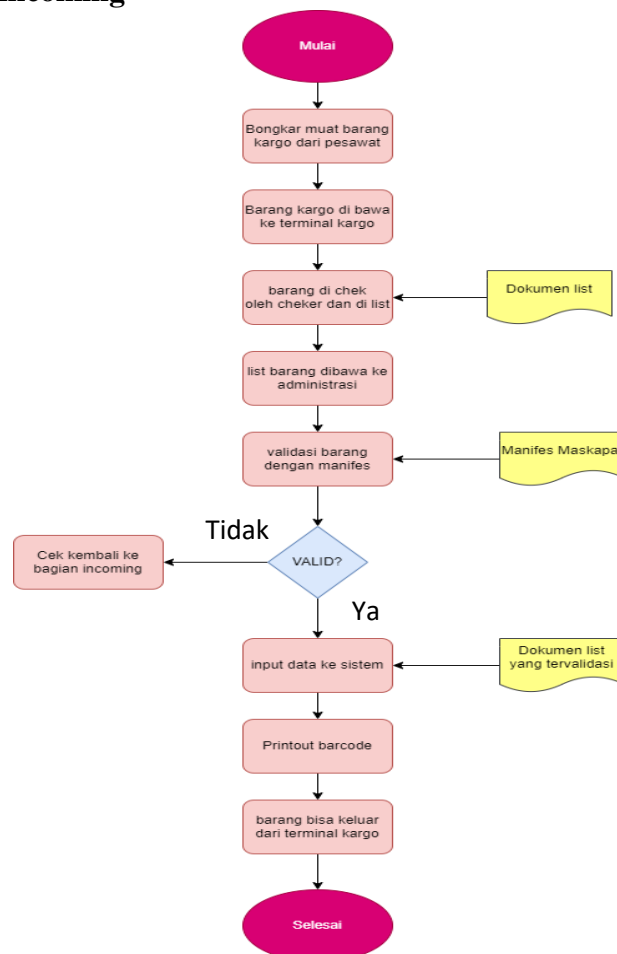 incoming
Mulai
Bongkar muat barang
kargo dari pesawat
Barang kargo di bawa
ke terminal kargo
barang di chek
oleh cheker dan di list
Dokumen list
list barang dibawa ke
administrasi
validasi barang
dengan manifes
Manifes Maskapa
Tidak
Cek kembali ke
bagian incoming
VALID?
Ya
input data ke sistem
Dokumen list
yang tervalidasi
Printout barcode
barang bisa keluar
dari terminal kargo
Selesai